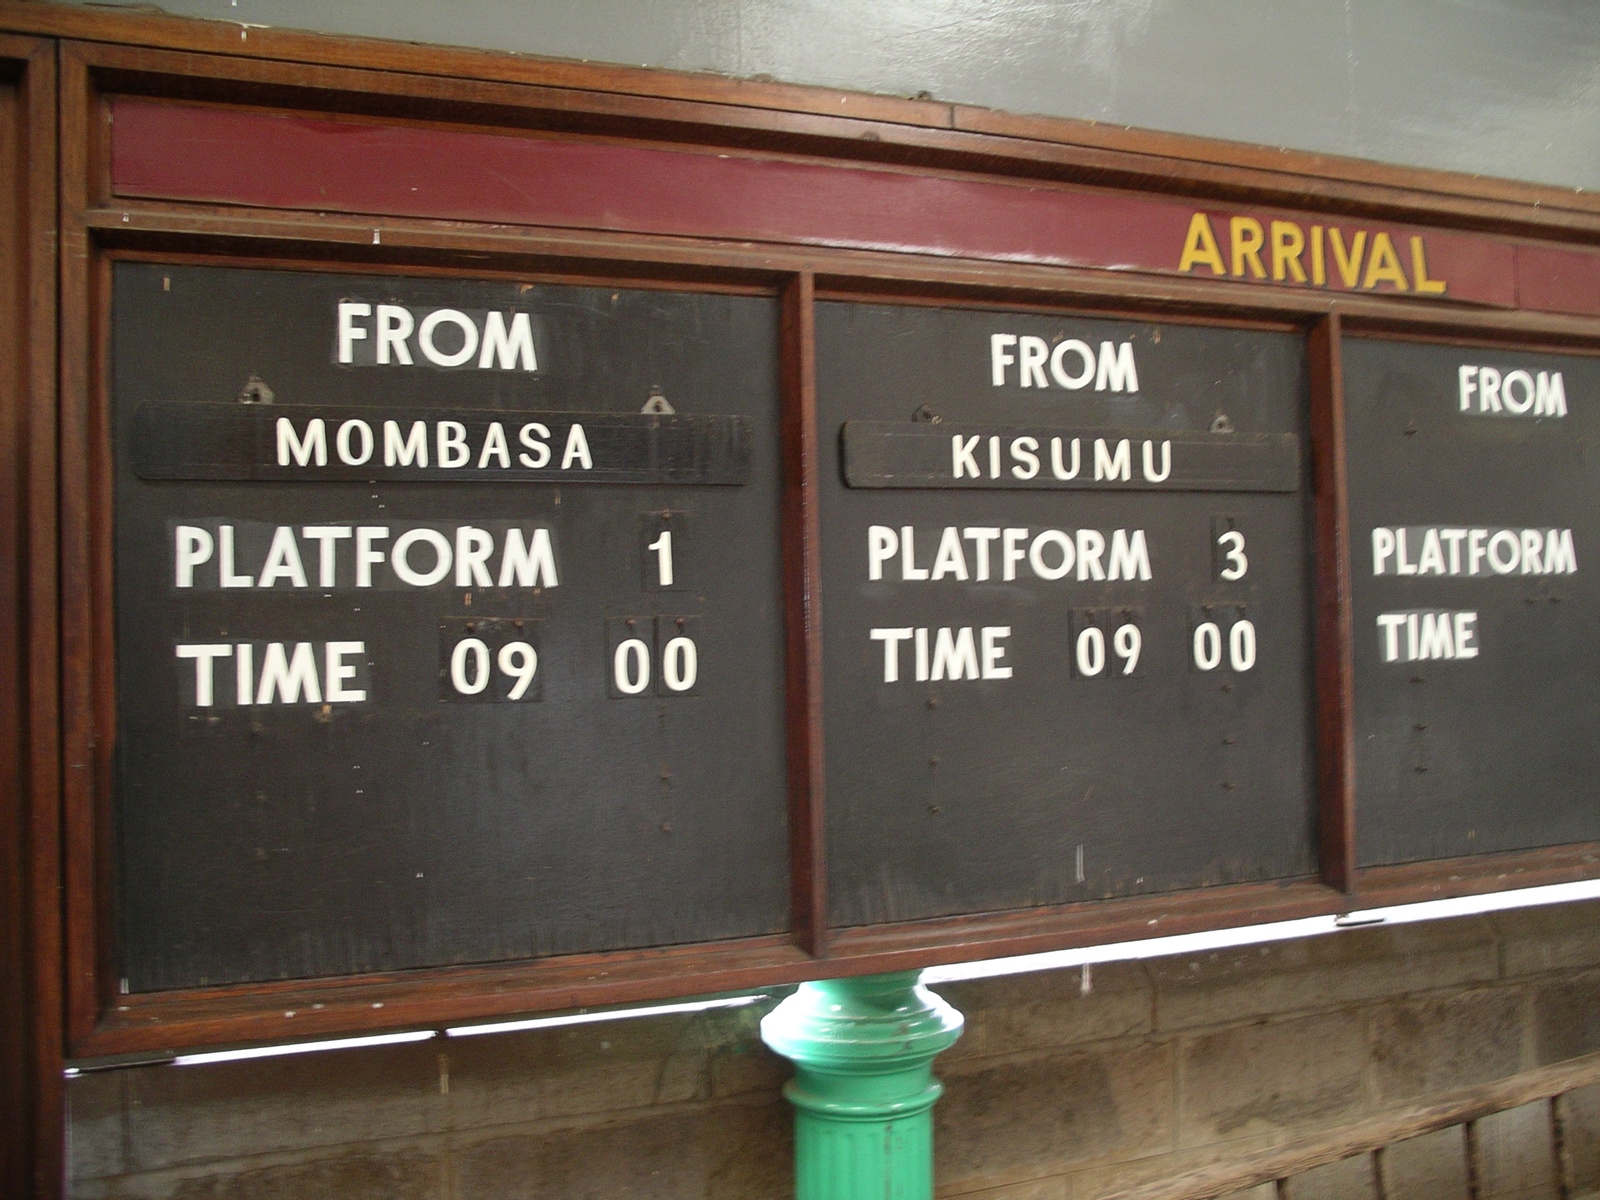 ARRIVAL
FROM
MOMBASA
PLATFORM 1
TIME 09 00
FROM
KISUMU
PLATFORM 3
TIME 09 00
FROM
PLATFORM
TIME